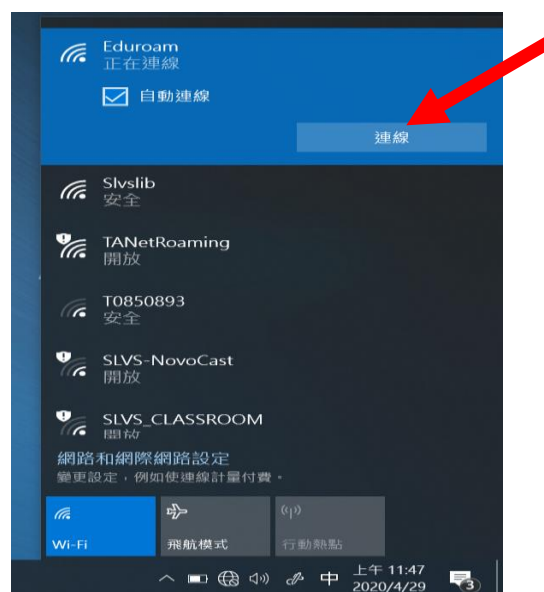 Eduroam
正在連線
自動連線
連線
Slvslib
安全
TANetRoaming
開放
T0850893
安全
SLVS-NovoCast
開放
SLVS_CLASSROOM
開放
網路和網際網路設定
變更設定，例如使連線計量付費。
Wi-Fi
飛航模式
行動熱點
中
上午 11:47
2020/4/29
3